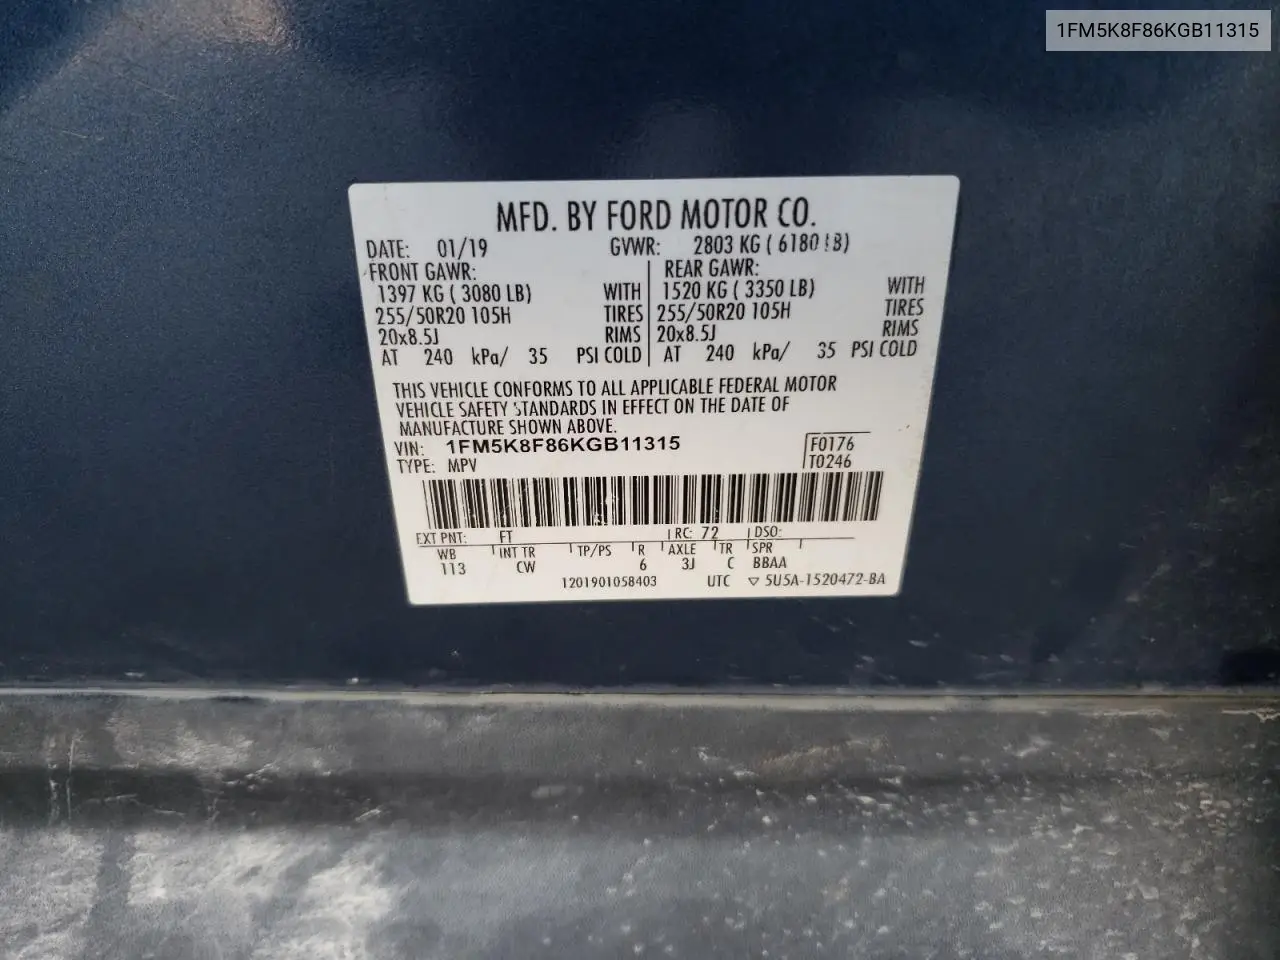 1FM5K8F86KGB11315
MFD. BY FORD MOTOR CO.
DATE: 01/19 GVWR: 2803 KG ( 6180 LB)
FRONT GAWR: REAR GAWR:
1397 KG ( 3080 LB) WITH 1520 KG ( 3350 LB) WITH
255/50R20 105H TIRES 255/50R20 105H TIRES
20x8.5J RIMS 20x8.5J RIMS
AT 240 kPa/ 35 PSI COLD AT 240 kPa/ 35 PSI COLD
THIS VEHICLE CONFORMS TO ALL APPLICABLE FEDERAL MOTOR
VEHICLE SAFETY STANDARDS IN EFFECT ON THE DATE OF
MANUFACTURE SHOWN ABOVE.
VIN: 1FM5K8F86KGB11315 F0176
TYPE: MPV T0246
EXT PNT: FT RC: 72 DSO:
WB INT TR TP/PS R AXLE TR SPR
113 CW 6 3J C BBAA
1201901058403 UTC ▽ 5U5A-1520472-BA